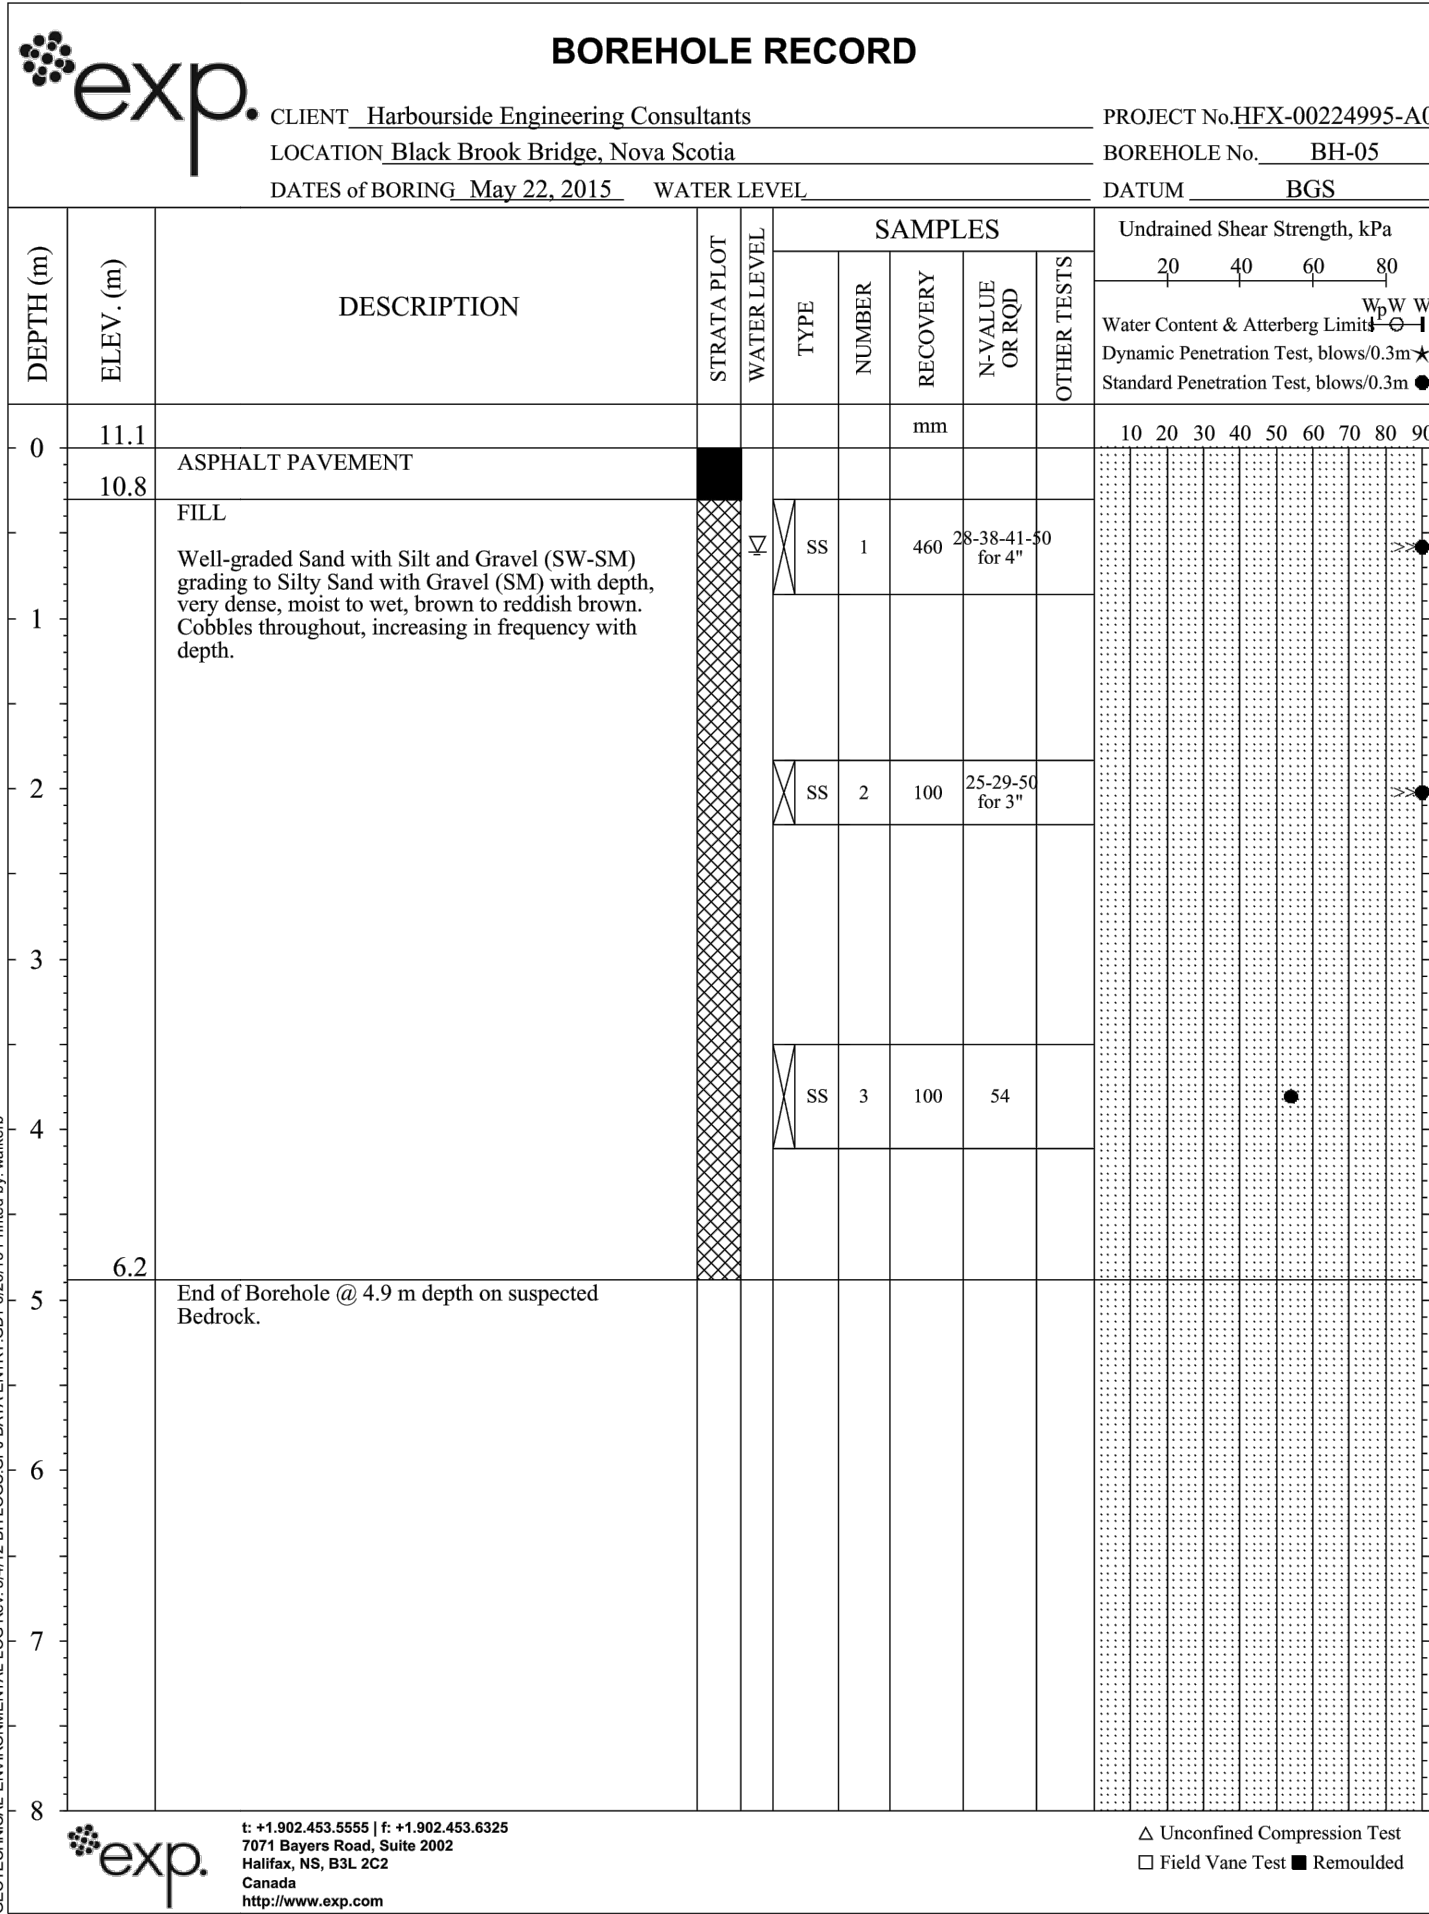 exp.
BOREHOLE RECORD
CLIENT Harbourside Engineering Consultants
PROJECT No. HFX-00224995-A0
LOCATION Black Brook Bridge, Nova Scotia
BOREHOLE No. BH-05
DATES of BORING May 22, 2015 WATER LEVEL
DATUM BGS
DEPTH (m)
ELEV. (m)
DESCRIPTION
STRATA PLOT
WATER LEVEL
SAMPLES
TYPE
NUMBER
RECOVERY
N-VALUE
OR RQD
OTHER TESTS
Undrained Shear Strength, kPa
20 40 60 80
Wp W W
Water Content & Atterberg Limits
Dynamic Penetration Test, blows/0.3m ★
Standard Penetration Test, blows/0.3m ●
11.1
mm
10 20 30 40 50 60 70 80 90
0
ASPHALT PAVEMENT
10.8
FILL
Well-graded Sand with Silt and Gravel (SW-SM)
grading to Silty Sand with Gravel (SM) with depth,
very dense, moist to wet, brown to reddish brown.
Cobbles throughout, increasing in frequency with
depth.
SS 1 460 28-38-41-50
for 4"
>>
1
2
SS 2 100 25-29-50
for 3"
>>
3
SS 3 100 54
4
6.2
End of Borehole @ 4.9 m depth on suspected
Bedrock.
5
6
7
8
exp.
t: +1.902.453.5555 | f: +1.902.453.6325
7071 Bayers Road, Suite 2002
Halifax, NS, B3L 2C2
Canada
http://www.exp.com
△ Unconfined Compression Test
□ Field Vane Test ■ Remoulded